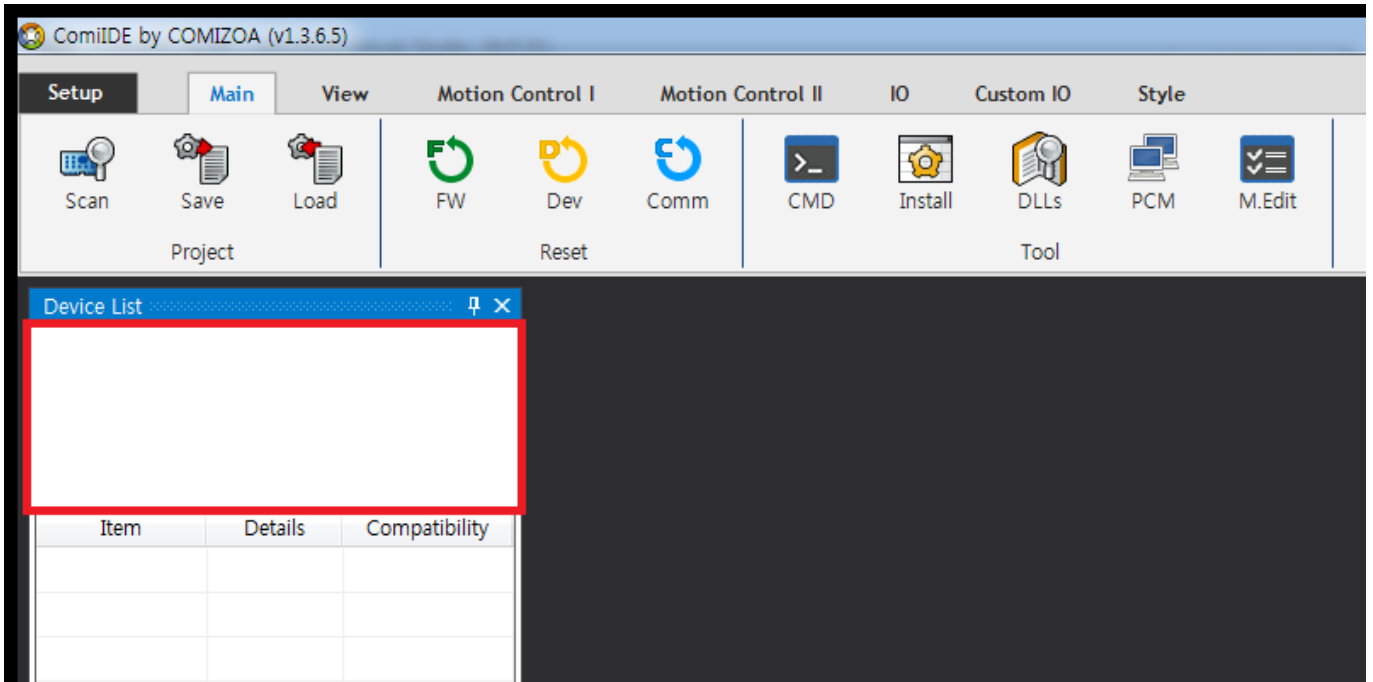 ComiIDE by COMIZOA (v1.3.6.5)
Setup Main View Motion Control I Motion Control II IO Custom IO Style
Scan Save Load FW Dev Comm CMD Install DLLs PCM M.Edit
Project Reset Tool
Device List
Item Details Compatibility